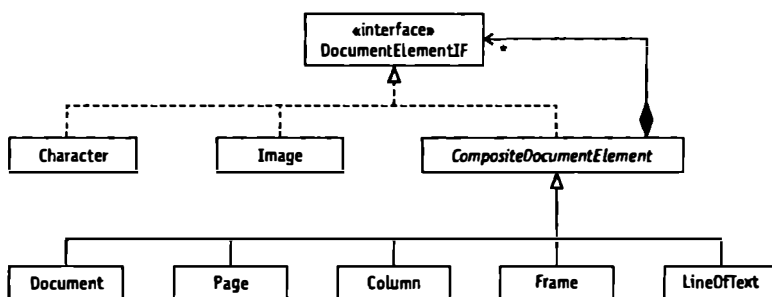 «interface»
DocumentElementIF
*
Character
Image
CompositeDocumentElement
Document
Page
Column
Frame
LineOfText